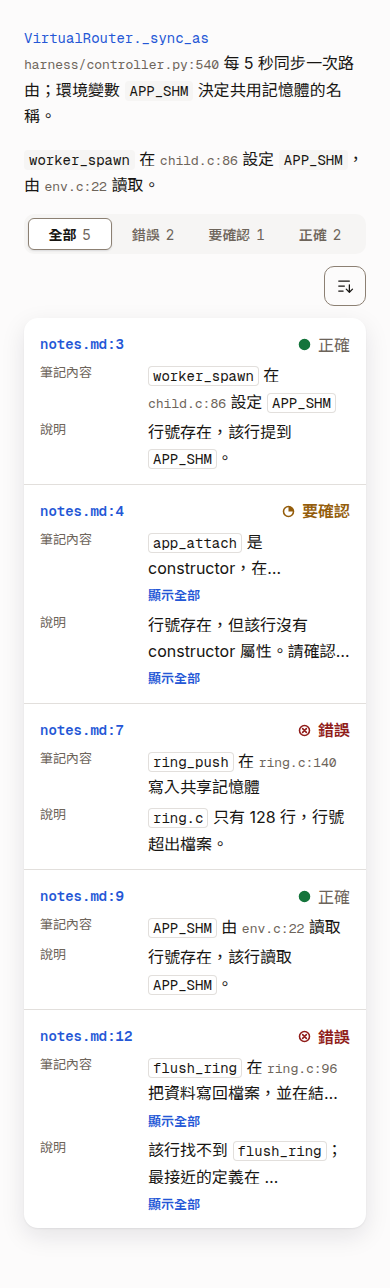 VirtualRouter._sync_as
harness/controller.py:540 每 5 秒同步一次路
由；環境變數 APP_SHM 決定共用記憶體的名
稱。
worker_spawn 在 child.c:86 設定 APP_SHM，
由 env.c:22 讀取。
全部 5 錯誤 2 要確認 1 正確 2
notes.md:3 正確
筆記內容 worker_spawn 在
child.c:86 設定 APP_SHM
說明 行號存在，該行提到
APP_SHM。
notes.md:4 要確認
筆記內容 app_attach 是
constructor，在…
顯示全部
說明 行號存在，但該行沒有
constructor 屬性。請確認…
顯示全部
notes.md:7 錯誤
筆記內容 ring_push 在 ring.c:140
寫入共享記憶體
說明 ring.c 只有 128 行，行號
超出檔案。
notes.md:9 正確
筆記內容 APP_SHM 由 env.c:22 讀取
說明 行號存在，該行讀取
APP_SHM。
notes.md:12 錯誤
筆記內容 flush_ring 在 ring.c:96
把資料寫回檔案，並在結…
顯示全部
說明 該行找不到 flush_ring；
最接近的定義在 …
顯示全部